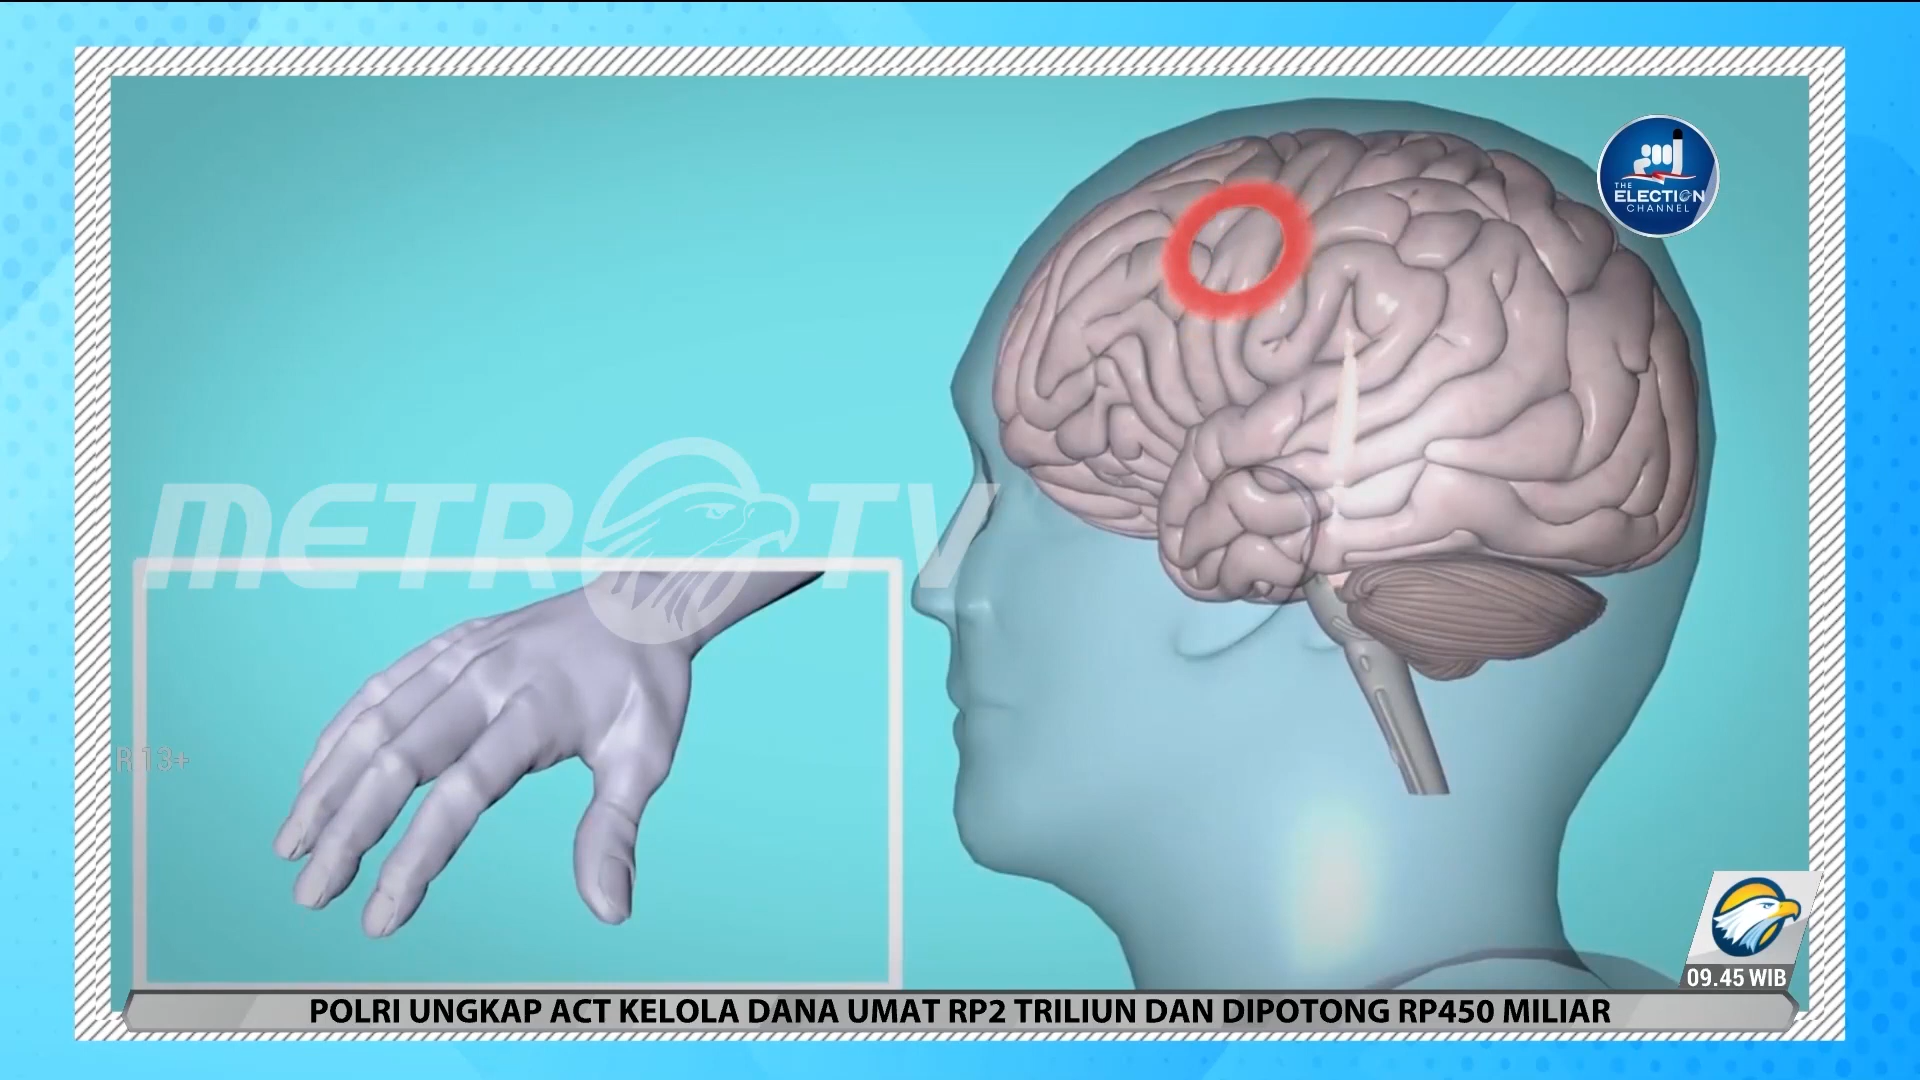 THE
ELECTION
CHANNEL
METRO TV
R 13+
09.45 WIB
POLRI UNGKAP ACT KELOLA DANA UMAT RP2 TRILIUN DAN DIPOTONG RP450 MILIAR